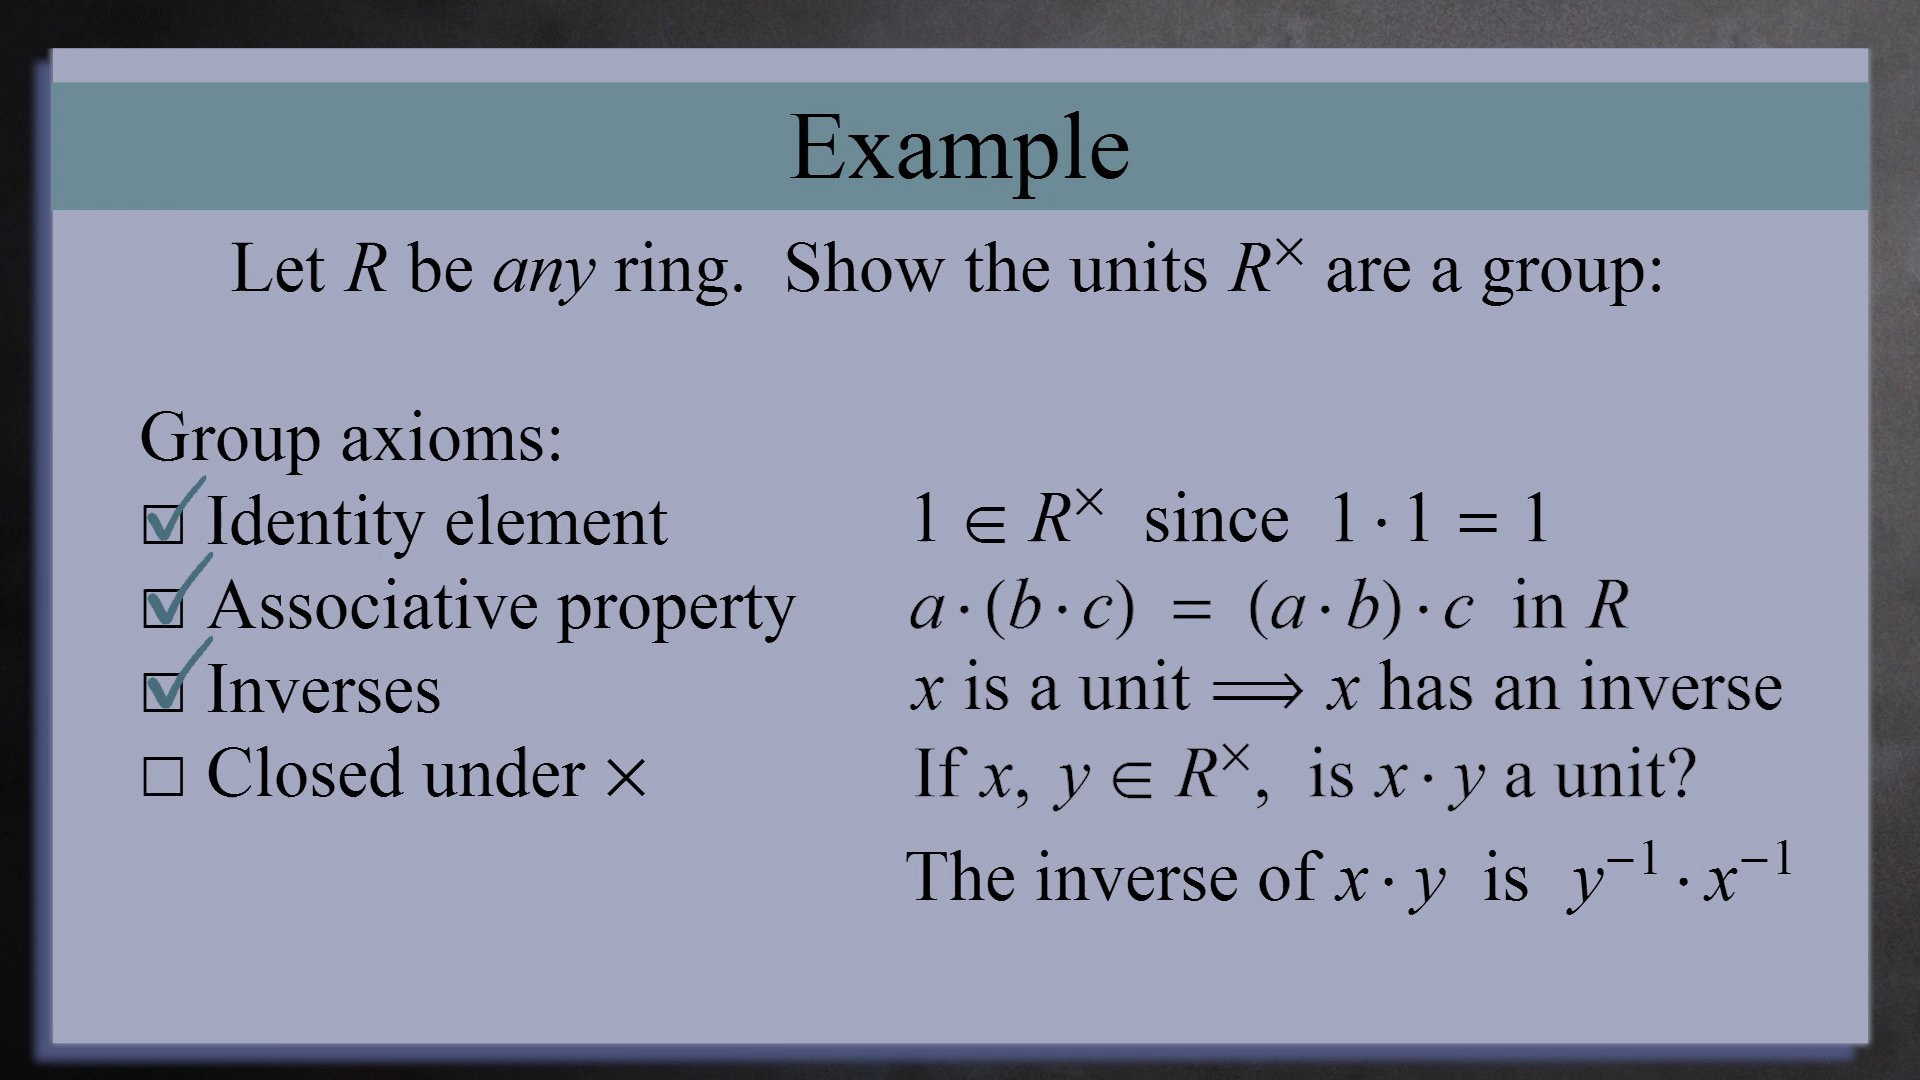 Example
Let R be any ring. Show the units R× are a group:
Group axioms:
☑ Identity element 1 ∈ R× since 1 · 1 = 1
☑ Associative property a · (b · c) = (a · b) · c in R
☑ Inverses x is a unit ⟹ x has an inverse
☐ Closed under × If x, y ∈ R×, is x · y a unit?
The inverse of x · y is y⁻¹ · x⁻¹